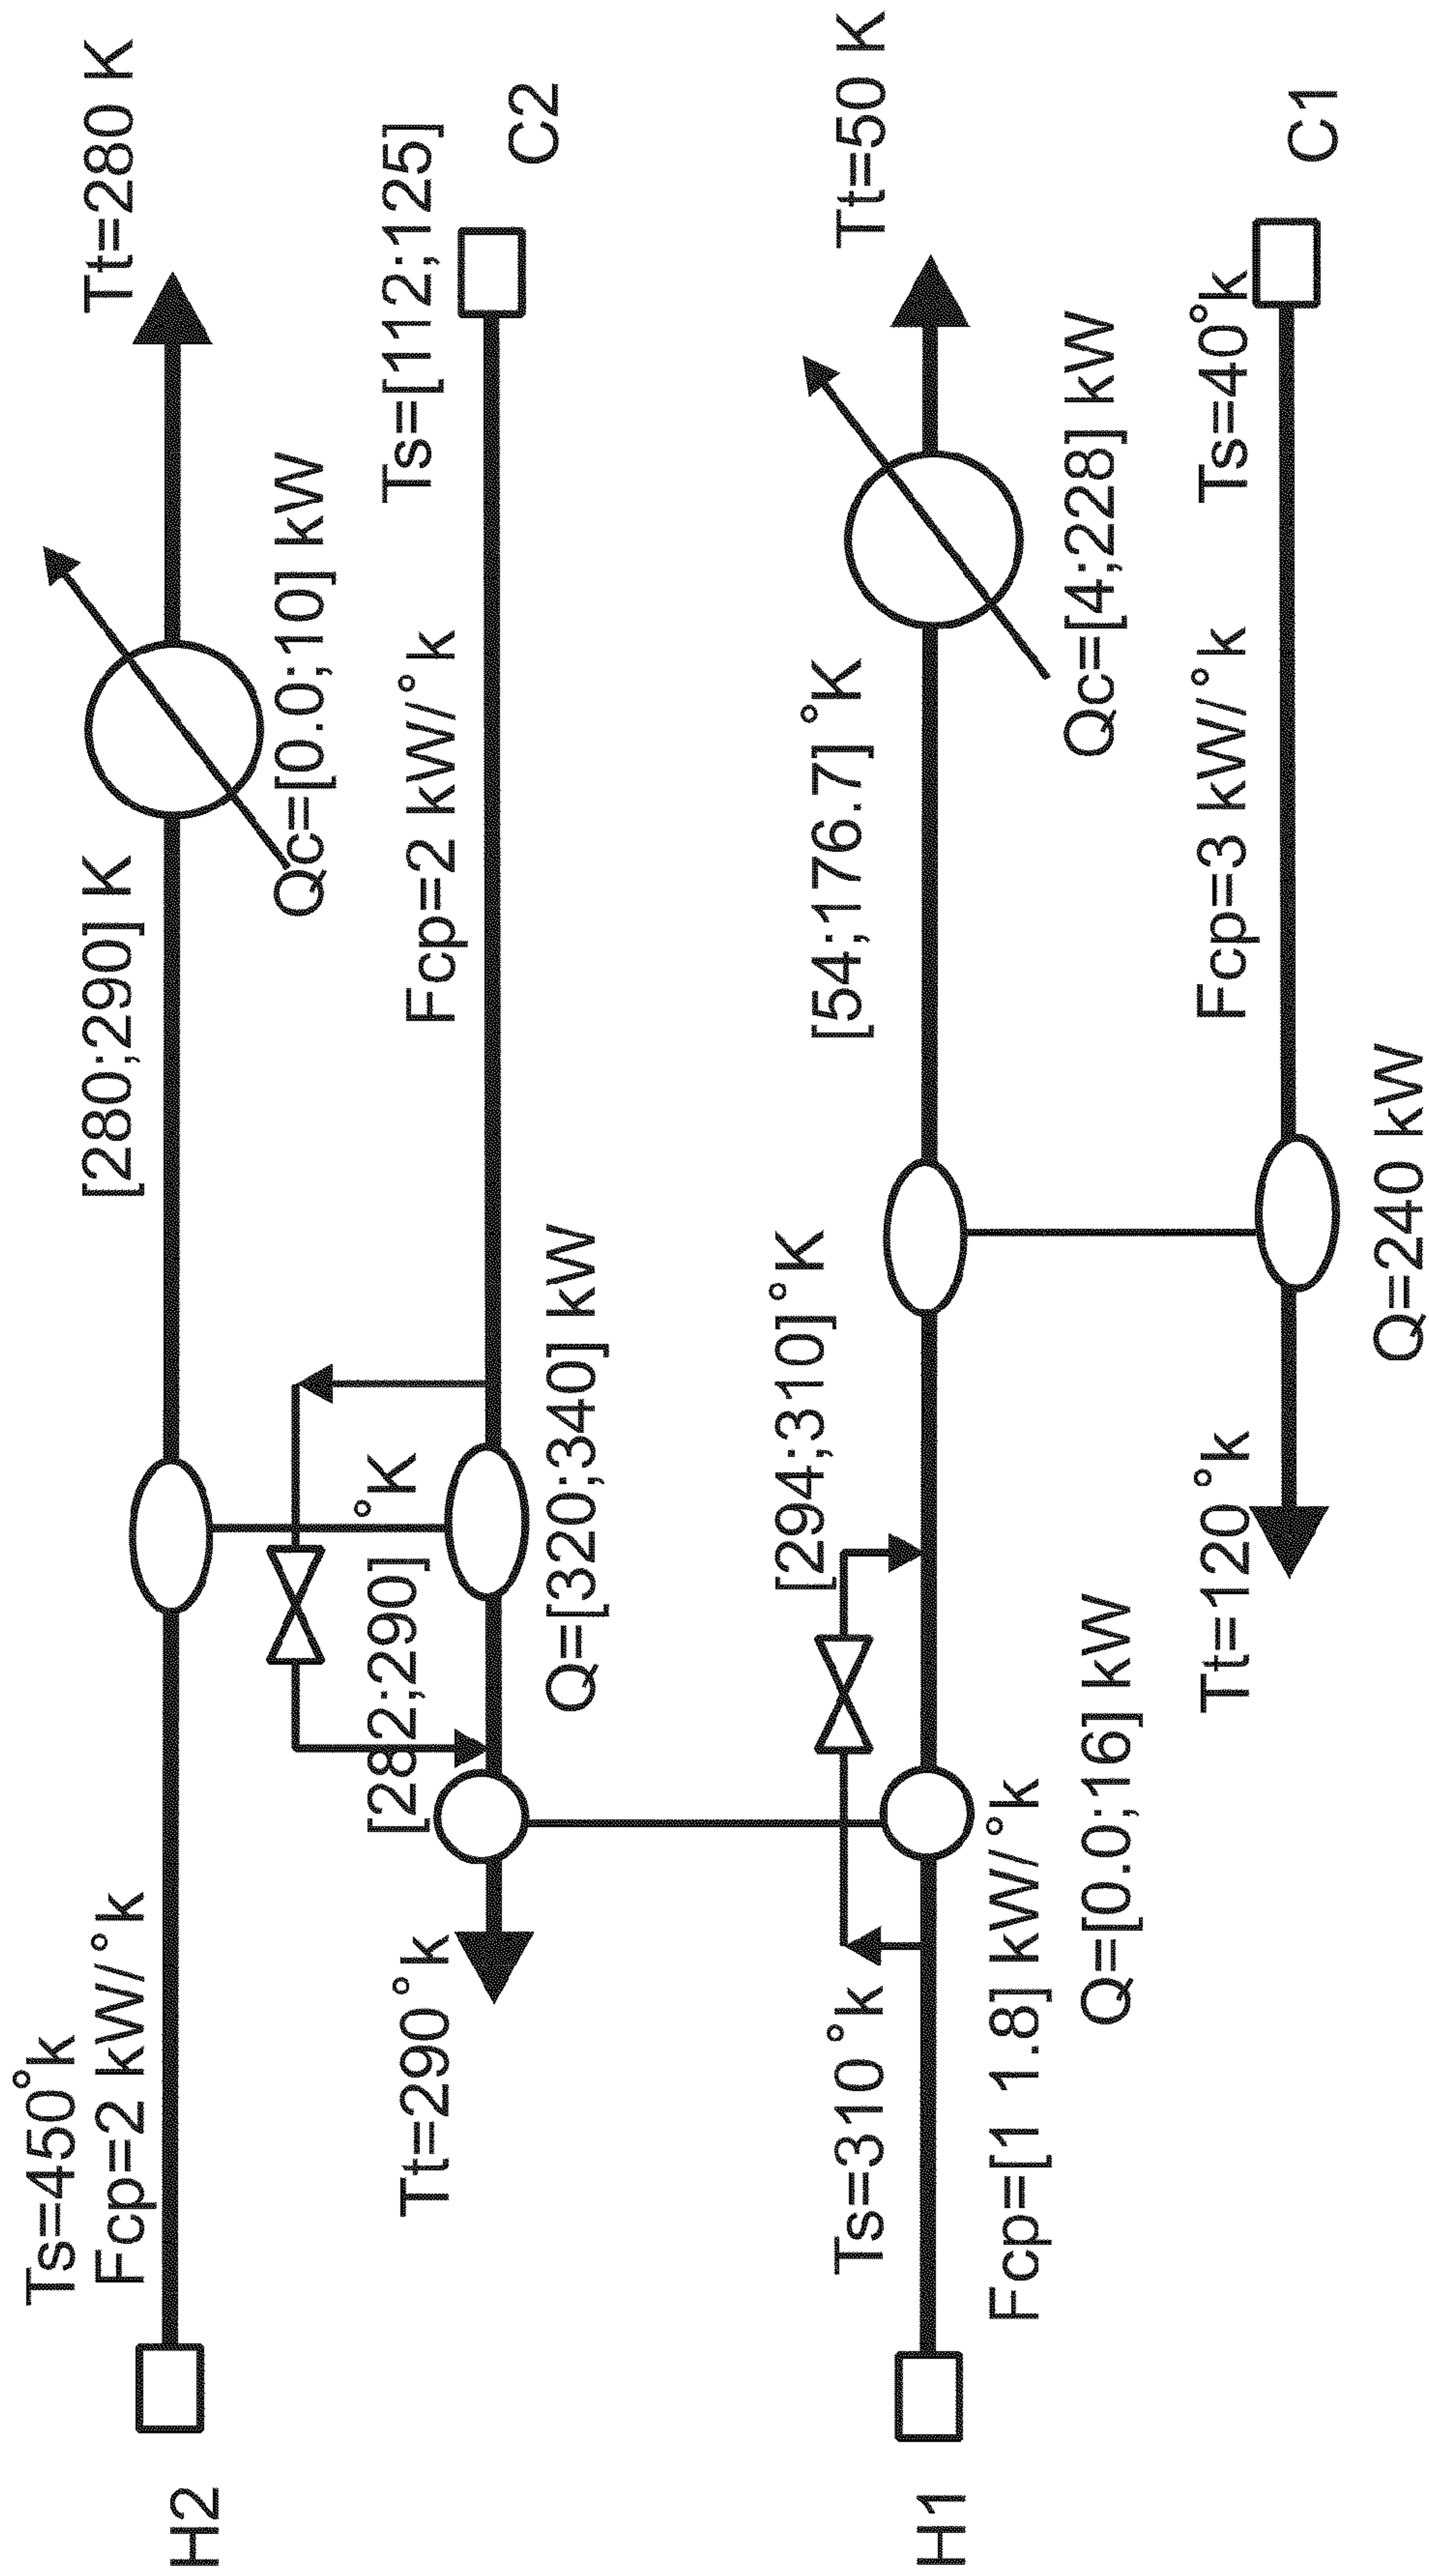 Ts=450°k
Fcp=2 kW/°k
[280;290] K
Tt=280 K
H2
Qc=[0.0;10] kW
Tt=290°k
[282;290] °K
Fcp=2 kW/°k
Ts=[112;125]
C2
Q=[320;340] kW
Ts=310°k
[294;310]°K
[54;176.7] °K
Tt=50 K
H1
Fcp=[1 1.8] kW/°k
Q=[0.0;16] kW
Qc=[4;228] kW
Tt=120°k
Fcp=3 kW/°k
Ts=40°k
C1
Q=240 kW